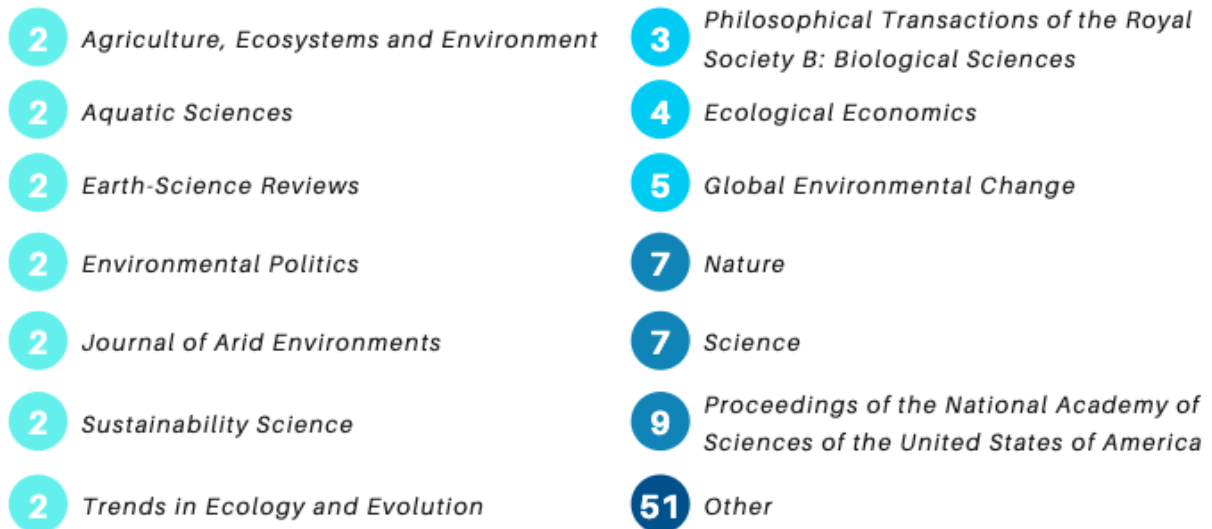 2 Agriculture, Ecosystems and Environment
2 Aquatic Sciences
2 Earth-Science Reviews
2 Environmental Politics
2 Journal of Arid Environments
2 Sustainability Science
2 Trends in Ecology and Evolution
3 Philosophical Transactions of the Royal
Society B: Biological Sciences
4 Ecological Economics
5 Global Environmental Change
7 Nature
7 Science
9 Proceedings of the National Academy of
Sciences of the United States of America
51 Other